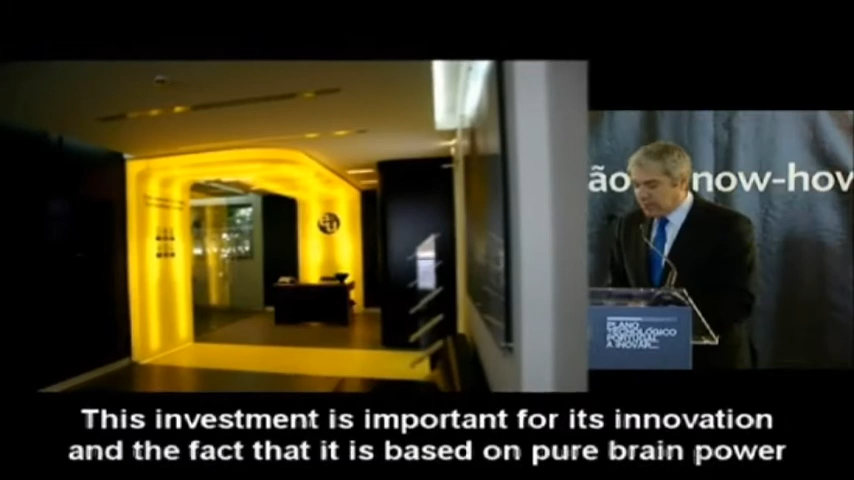 ão now-how
PLANO
TECNOLÓGICO
PORTUGAL
A INOVAR
This investment is important for its innovation
and the fact that it is based on pure brain power